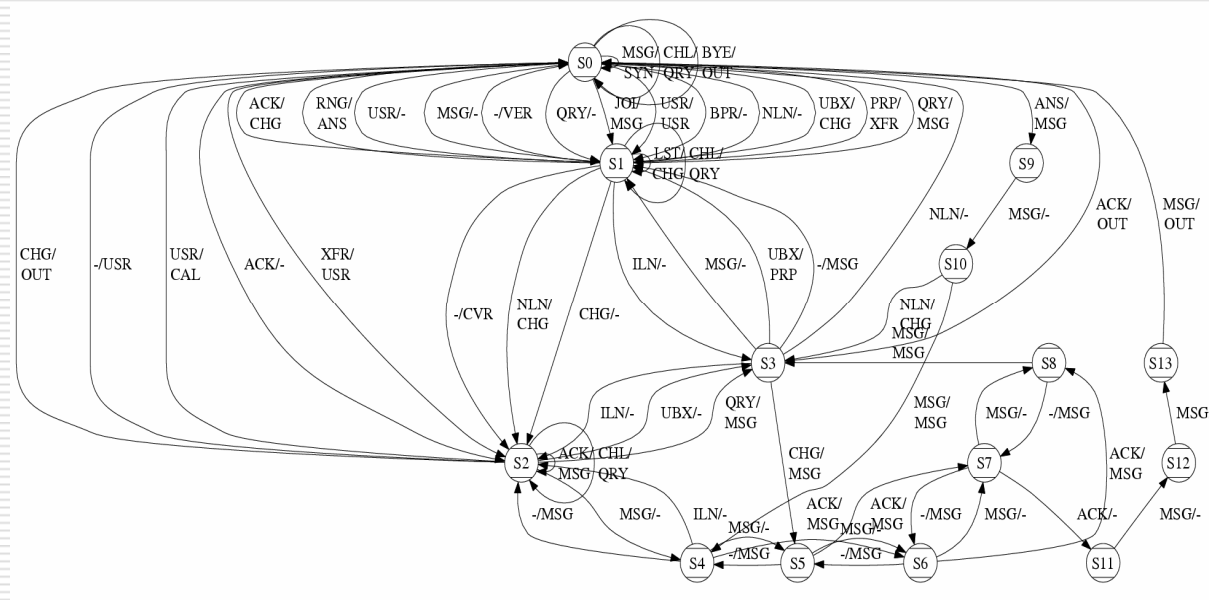 S0
MSG/ CHL/ BYE/
SYN QRY OUT
ACK/
CHG
RNG/
ANS
USR/-
MSG/-
-/VER
QRY/-
JOI/
MSG
USR/
USR
BPR/-
NLN/-
UBX/
CHG
PRP/
XFR
QRY/
MSG
ANS/
MSG
S1
LST/ CHL/
CHG QRY
S9
CHG/
OUT
-/USR
USR/
CAL
ACK/-
XFR/
USR
ILN/-
MSG/-
UBX/
PRP
-/MSG
NLN/-
MSG/-
ACK/
OUT
MSG/
OUT
S10
-/CVR
NLN/
CHG
CHG/-
NLN/
CHG
MSG/
MSG
S3
S8
S13
ILN/-
UBX/-
QRY/
MSG
MSG/
MSG
MSG/-
-/MSG
MSG
S2
ACK/ CHL/
MSG QRY
CHG/
MSG
S7
ACK/
MSG
S12
-/MSG
MSG/-
ILN/-
MSG/-
-/MSG
ACK/
MSG
MSG/-
-/MSG
ACK/
MSG
-/MSG
MSG/-
ACK/-
MSG/-
S4
S5
S6
S11